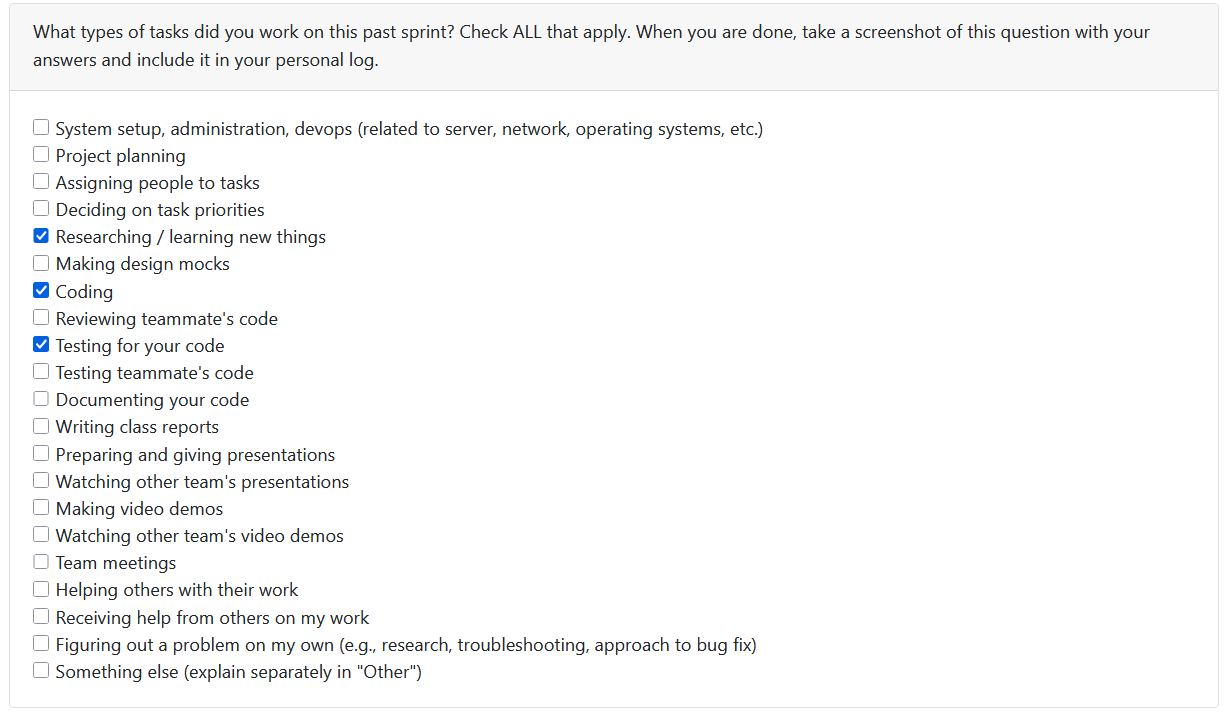 What types of tasks did you work on this past sprint? Check ALL that apply. When you are done, take a screenshot of this question with your
answers and include it in your personal log.
System setup, administration, devops (related to server, network, operating systems, etc.)
Project planning
Assigning people to tasks
Deciding on task priorities
Researching / learning new things
Making design mocks
Coding
Reviewing teammate's code
Testing for your code
Testing teammate's code
Documenting your code
Writing class reports
Preparing and giving presentations
Watching other team's presentations
Making video demos
Watching other team's video demos
Team meetings
Helping others with their work
Receiving help from others on my work
Figuring out a problem on my own (e.g., research, troubleshooting, approach to bug fix)
Something else (explain separately in "Other")